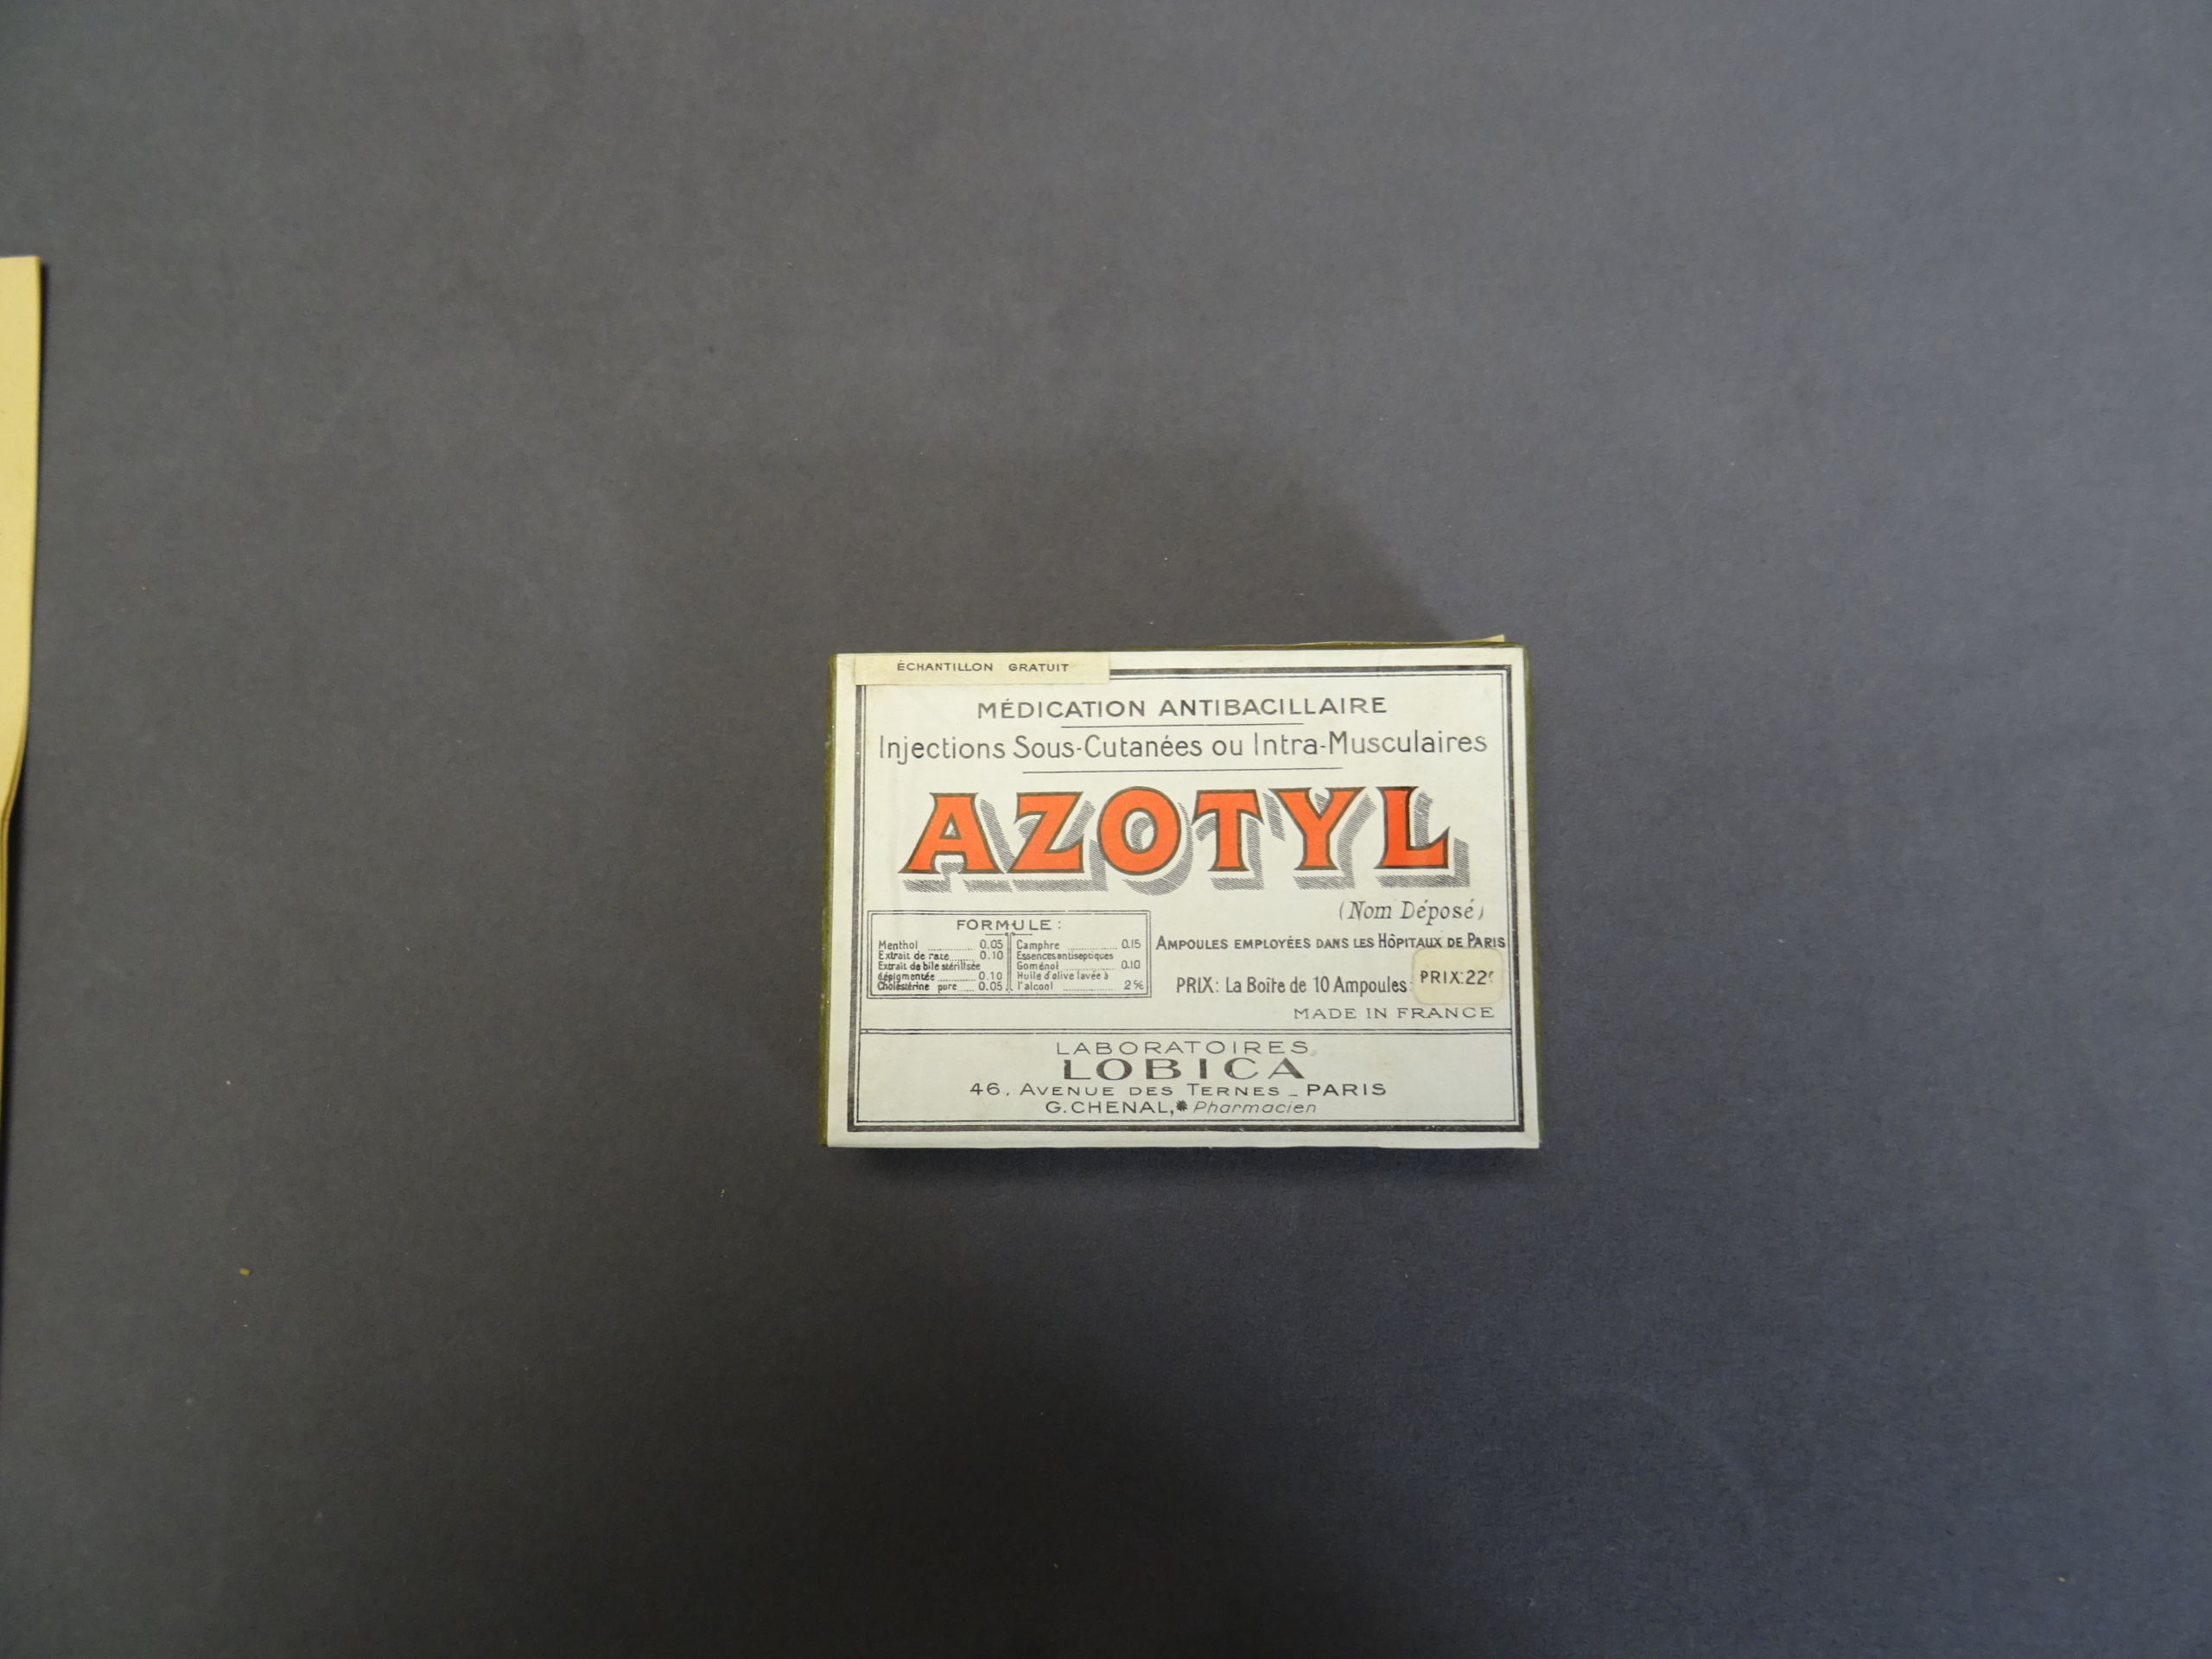 ÉCHANTILLON GRATUIT
MÉDICATION ANTIBACILLAIRE
Injections Sous-Cutanées ou Intra-Musculaires
AZOTYL
(Nom Déposé)
FORMULE:
Menthol ........ 0.05
Extrait de rate ..... 0.10
Extrait de bile stérilisée
dépigmentée ........ 0.10
Cholestérine pure .... 0.05
Camphre ........ 0.15
Essences antiseptiques
Goménol ........ 0.10
Huile d'olive lavée à
l'alcool ........ 2 %
AMPOULES EMPLOYÉES DANS LES HÔPITAUX DE PARIS
PRIX: La Boîte de 10 Ampoules: PRIX:22F
MADE IN FRANCE
LABORATOIRES
LOBICA
46, AVENUE DES TERNES _ PARIS
G.CHENAL, Pharmacien